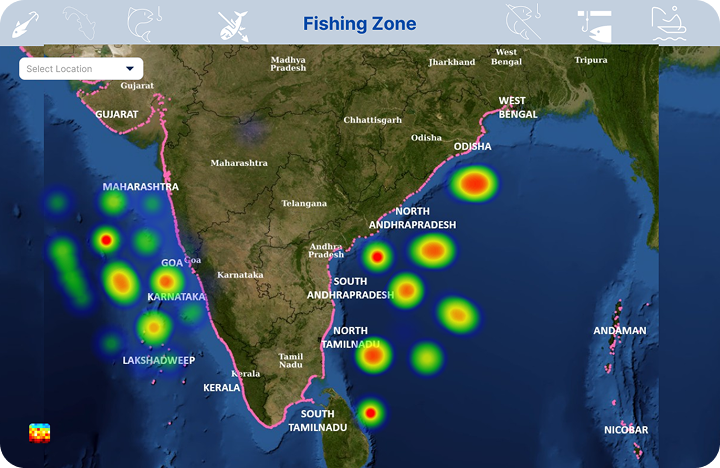 Fishing Zone
Select Location
Madhya
Pradesh
Jharkhand
West
Bengal
Tripura
Gujarat
GUJARAT
WEST
BENGAL
Chhattisgarh
Odisha
ODISHA
Maharashtra
MAHARASHTRA
Telangana
NORTH
ANDHRAPRADESH
Andhra
Pradesh
GOA
Goa
Karnataka
KARNATAKA
SOUTH
ANDHRAPRADESH
NORTH
TAMILNADU
ANDAMAN
LAKSHADWEEP
Tamil
Nadu
Kerala
KERALA
SOUTH
TAMILNADU
NICOBAR